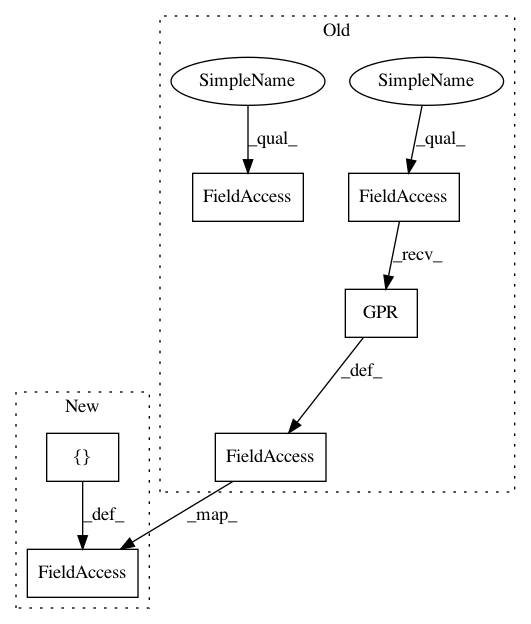 Old
SimpleName
SimpleName
_qual_
_qual_
FieldAccess
FieldAccess
_recv_
GPR
_def_
New
{}
FieldAccess
_def_
_map_
FieldAccess